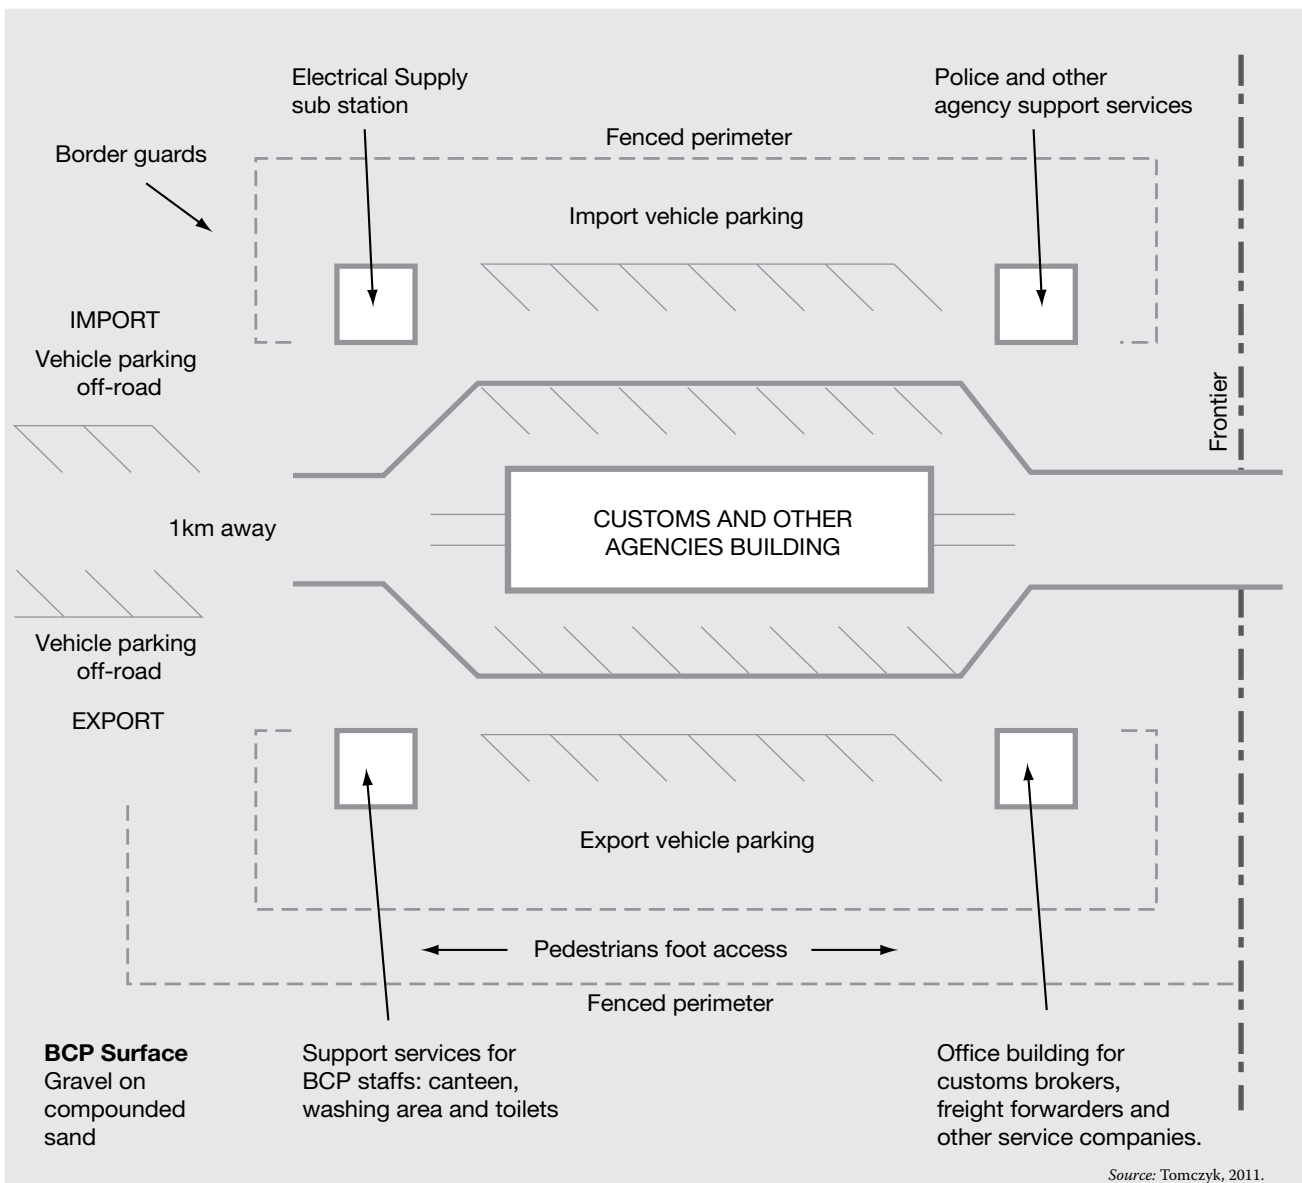 Electrical Supply
sub station
Police and other
agency support services
Fenced perimeter
Border guards
Import vehicle parking
IMPORT
Vehicle parking
off-road
Frontier
1km away
CUSTOMS AND OTHER
AGENCIES BUILDING
Vehicle parking
off-road
EXPORT
Export vehicle parking
Pedestrians foot access
Fenced perimeter
BCP Surface
Gravel on
compounded
sand
Support services for
BCP staffs: canteen,
washing area and toilets
Office building for
customs brokers,
freight forwarders and
other service companies.
Source: Tomczyk, 2011.